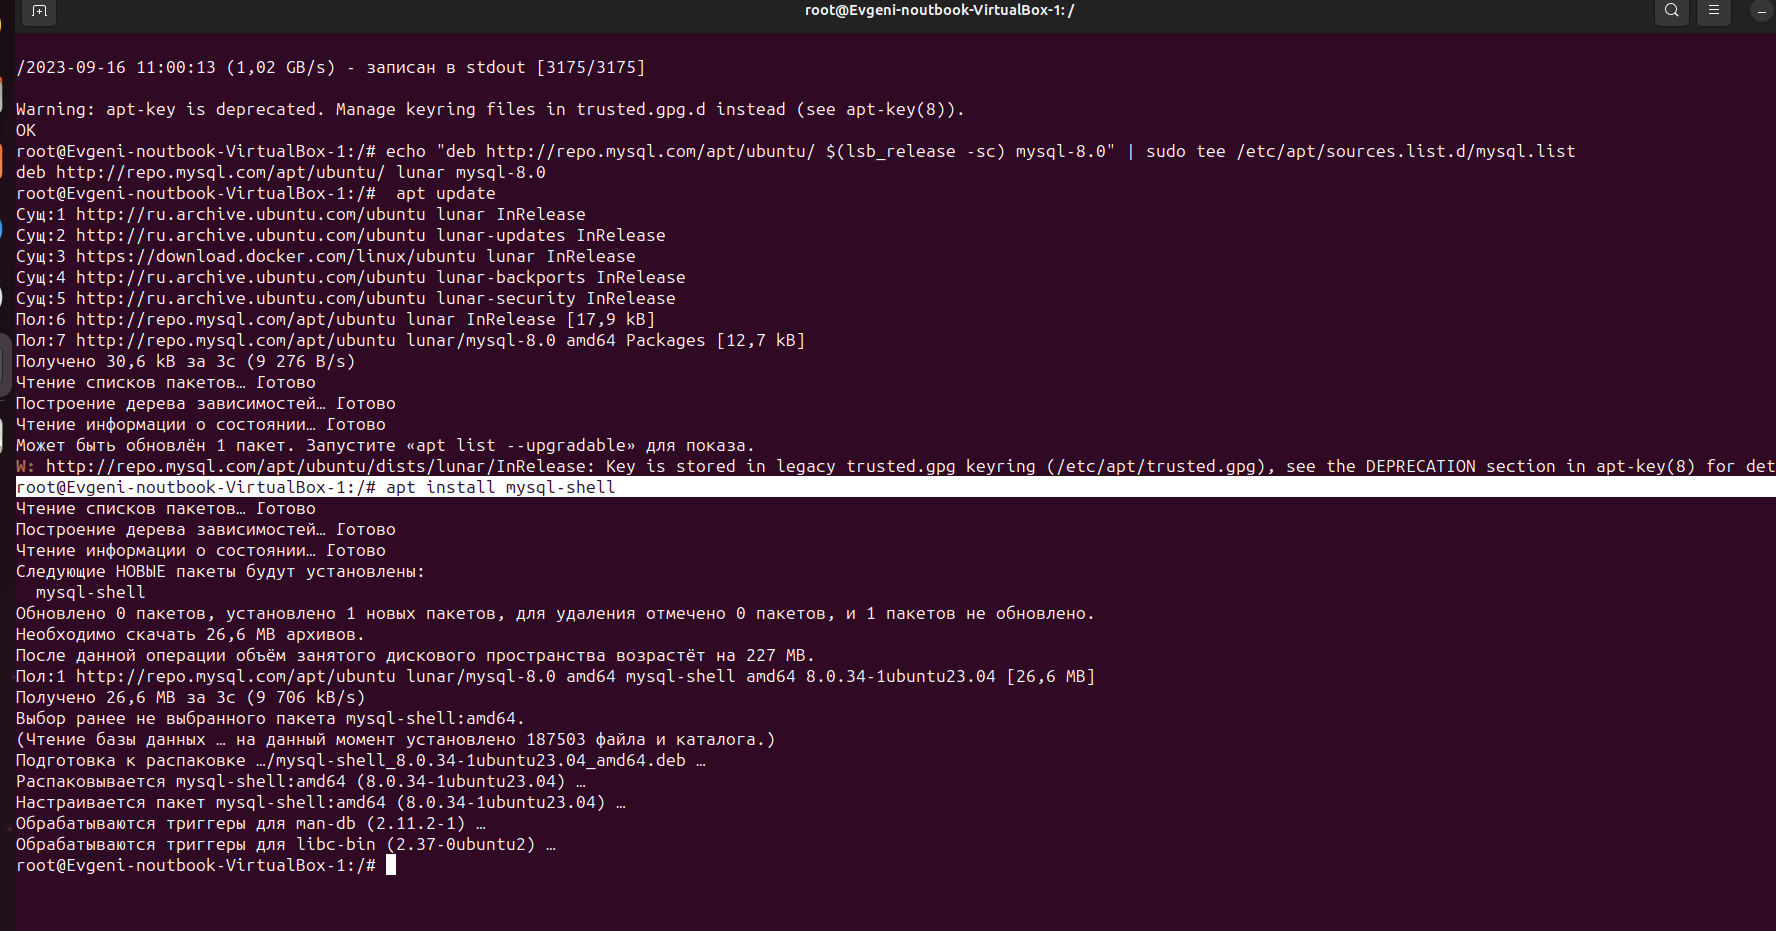 root@Evgeni-noutbook-VirtualBox-1: /
/2023-09-16 11:00:13 (1,02 GB/s) - записан в stdout [3175/3175]
Warning: apt-key is deprecated. Manage keyring files in trusted.gpg.d instead (see apt-key(8)).
OK
root@Evgeni-noutbook-VirtualBox-1:/# echo "deb http://repo.mysql.com/apt/ubuntu/ $(lsb_release -sc) mysql-8.0" | sudo tee /etc/apt/sources.list.d/mysql.list
deb http://repo.mysql.com/apt/ubuntu/ lunar mysql-8.0
root@Evgeni-noutbook-VirtualBox-1:/#  apt update
Сущ:1 http://ru.archive.ubuntu.com/ubuntu lunar InRelease
Сущ:2 http://ru.archive.ubuntu.com/ubuntu lunar-updates InRelease
Сущ:3 https://download.docker.com/linux/ubuntu lunar InRelease
Сущ:4 http://ru.archive.ubuntu.com/ubuntu lunar-backports InRelease
Сущ:5 http://ru.archive.ubuntu.com/ubuntu lunar-security InRelease
Пол:6 http://repo.mysql.com/apt/ubuntu lunar InRelease [17,9 kB]
Пол:7 http://repo.mysql.com/apt/ubuntu lunar/mysql-8.0 amd64 Packages [12,7 kB]
Получено 30,6 kB за 3с (9 276 B/s)
Чтение списков пакетов… Готово
Построение дерева зависимостей… Готово
Чтение информации о состоянии… Готово
Может быть обновлён 1 пакет. Запустите «apt list --upgradable» для показа.
W: http://repo.mysql.com/apt/ubuntu/dists/lunar/InRelease: Key is stored in legacy trusted.gpg keyring (/etc/apt/trusted.gpg), see the DEPRECATION section in apt-key(8) for det
root@Evgeni-noutbook-VirtualBox-1:/# apt install mysql-shell
Чтение списков пакетов… Готово
Построение дерева зависимостей… Готово
Чтение информации о состоянии… Готово
Следующие НОВЫЕ пакеты будут установлены:
  mysql-shell
Обновлено 0 пакетов, установлено 1 новых пакетов, для удаления отмечено 0 пакетов, и 1 пакетов не обновлено.
Необходимо скачать 26,6 MB архивов.
После данной операции объём занятого дискового пространства возрастёт на 227 MB.
Пол:1 http://repo.mysql.com/apt/ubuntu lunar/mysql-8.0 amd64 mysql-shell amd64 8.0.34-1ubuntu23.04 [26,6 MB]
Получено 26,6 MB за 3с (9 706 kB/s)
Выбор ранее не выбранного пакета mysql-shell:amd64.
(Чтение базы данных … на данный момент установлено 187503 файла и каталога.)
Подготовка к распаковке …/mysql-shell_8.0.34-1ubuntu23.04_amd64.deb …
Распаковывается mysql-shell:amd64 (8.0.34-1ubuntu23.04) …
Настраивается пакет mysql-shell:amd64 (8.0.34-1ubuntu23.04) …
Обрабатываются триггеры для man-db (2.11.2-1) …
Обрабатываются триггеры для libc-bin (2.37-0ubuntu2) …
root@Evgeni-noutbook-VirtualBox-1:/#